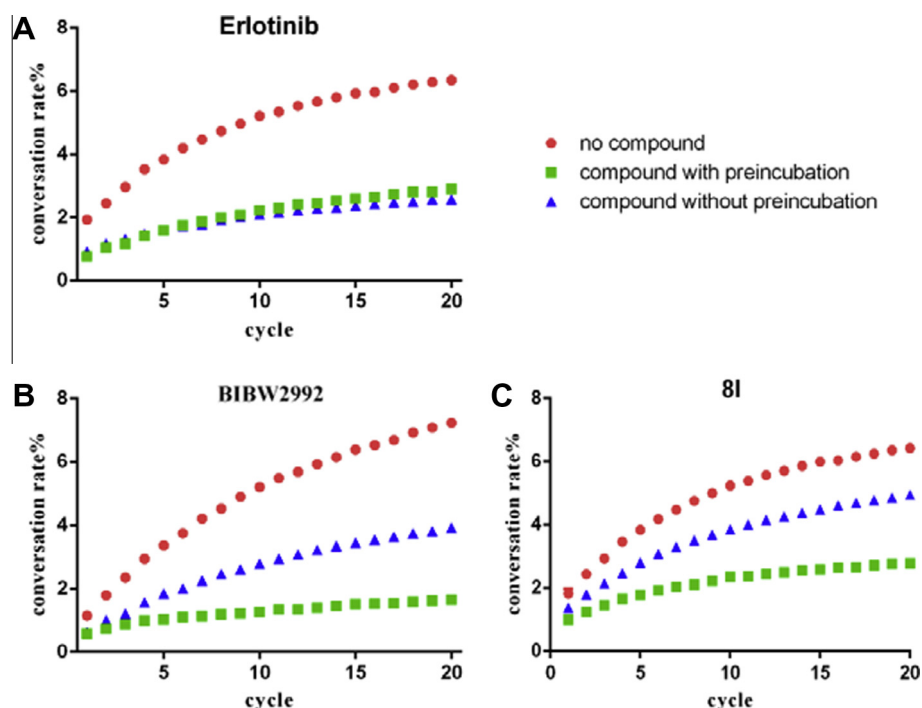 A
Erlotinib
8
6
4
2
0
conversation rate%
5
10
15
20
cycle
no compound
compound with preincubation
compound without preincubation
B
BIBW2992
8
6
4
2
0
conversation rate%
5
10
15
20
cycle
C
8l
8
6
4
2
0
conversation rate%
0
5
10
15
20
cycle